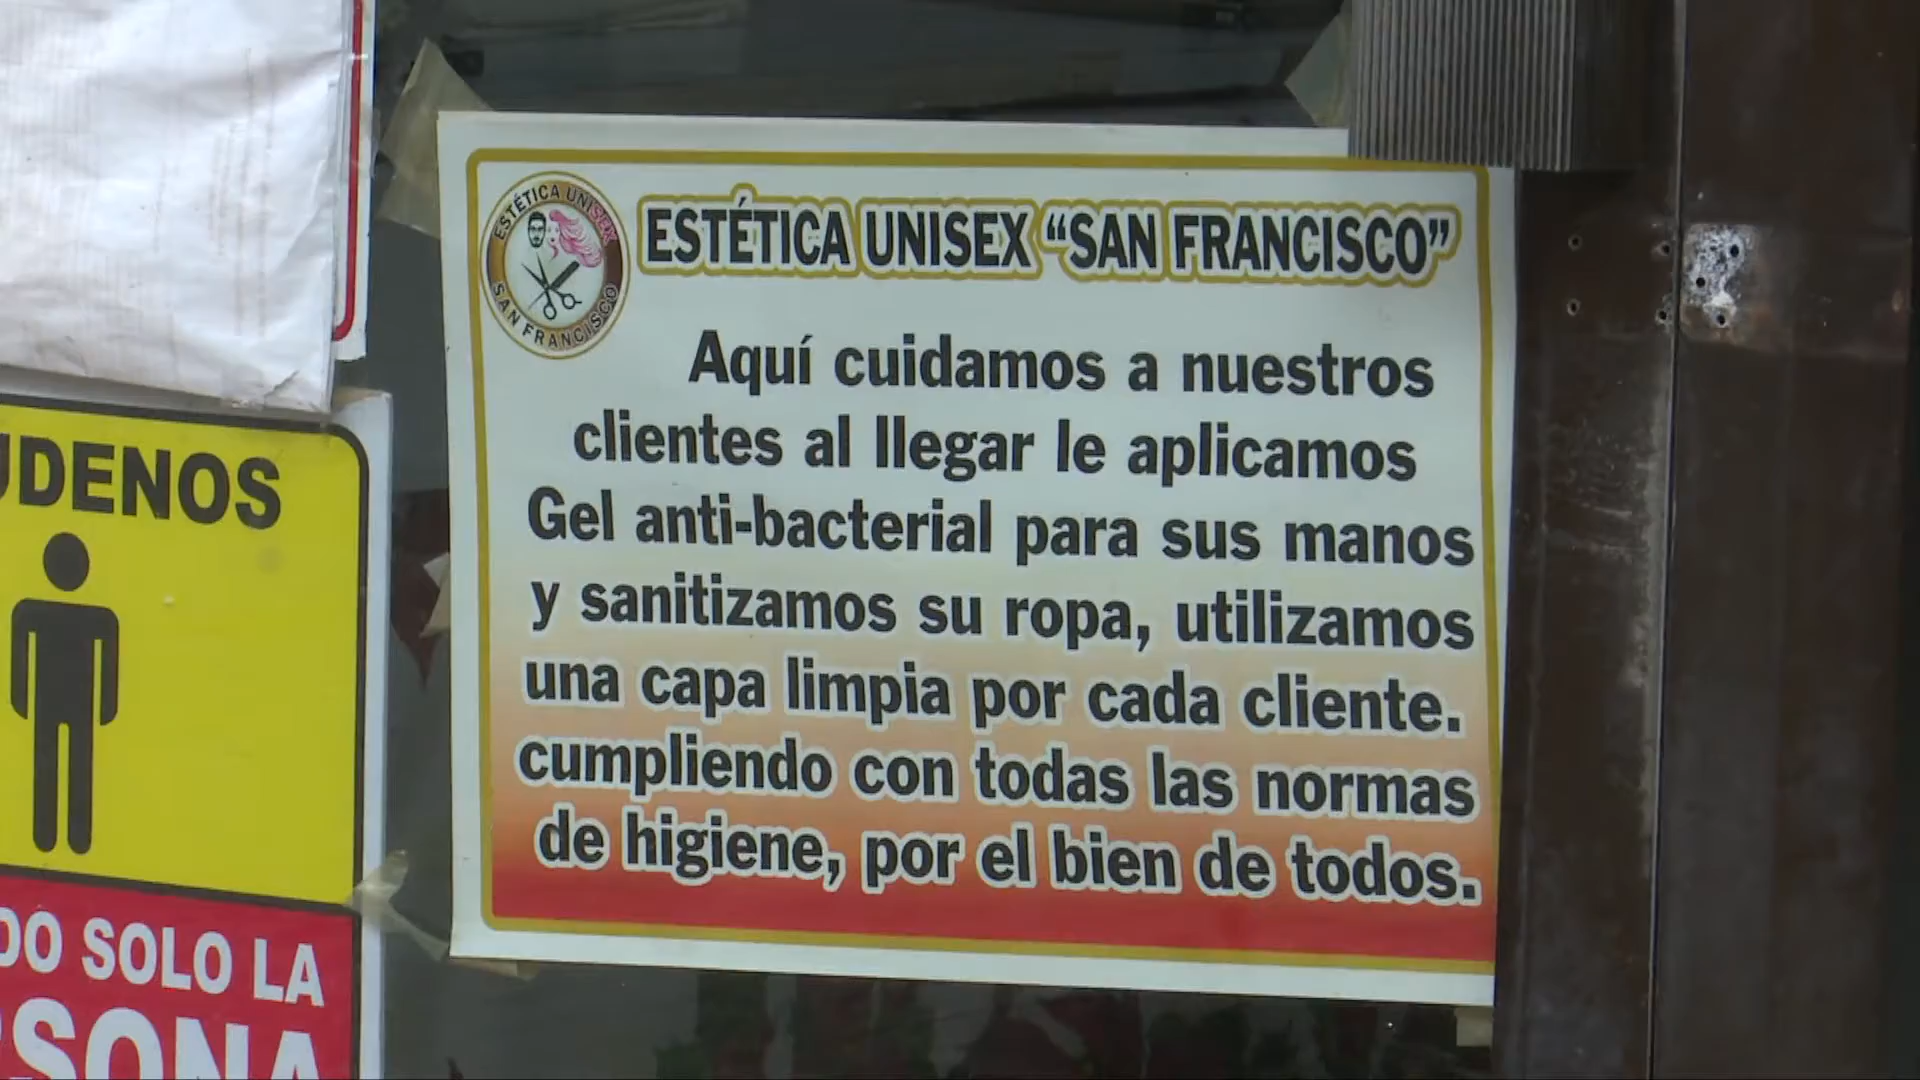 ESTÉTICA UNISEX
SAN FRANCISCO
ESTÉTICA UNISEX “SAN FRANCISCO”
Aquí cuidamos a nuestros
clientes al llegar le aplicamos
Gel anti-bacterial para sus manos
y sanitizamos su ropa, utilizamos
una capa limpia por cada cliente.
cumpliendo con todas las normas
de higiene, por el bien de todos.
UDENOS
DO SOLO LA
RSONA